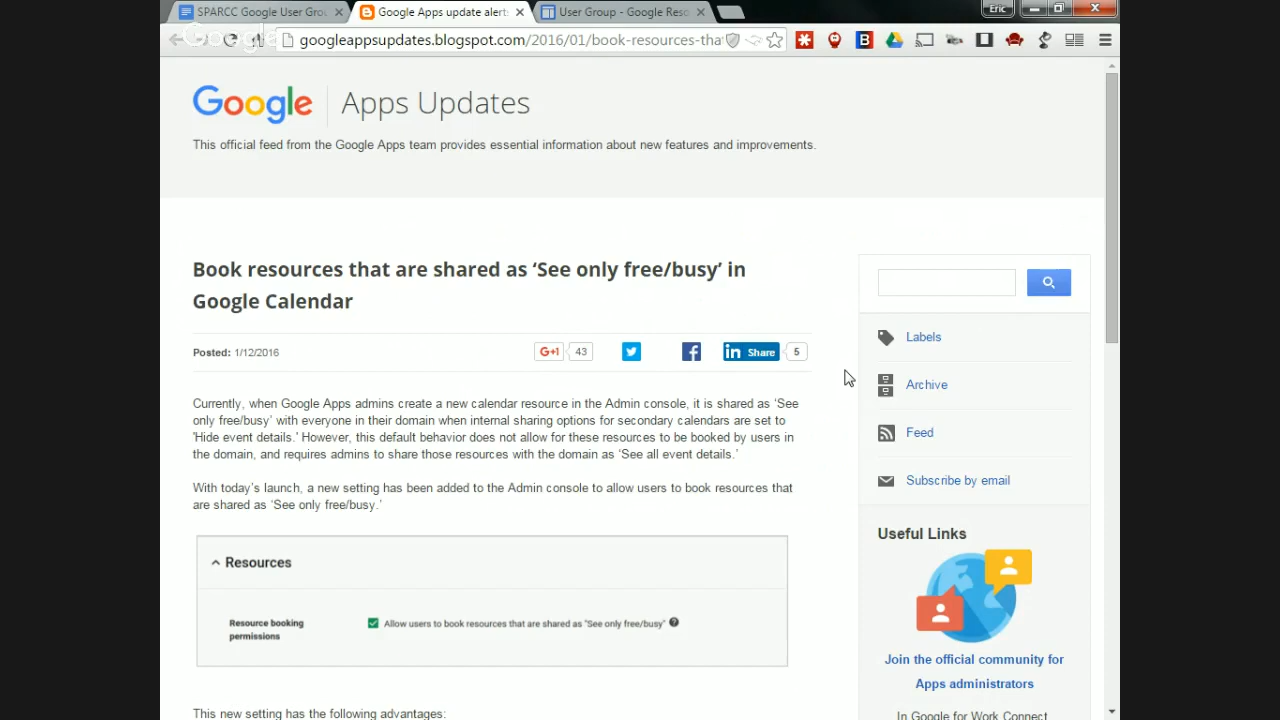 SPARCC Google User Grou
Google Apps update alert
User Group - Google Reso
Eric
googleappsupdates.blogspot.com/2016/01/book-resources-tha
Google
Apps Updates
This official feed from the Google Apps team provides essential information about new features and improvements.
Book resources that are shared as ‘See only free/busy’ in
Google Calendar
Posted: 1/12/2016
G+1 43
in Share 5
Currently, when Google Apps admins create a new calendar resource in the Admin console, it is shared as ‘See
only free/busy’ with everyone in their domain when internal sharing options for secondary calendars are set to
'Hide event details.’ However, this default behavior does not allow for these resources to be booked by users in
the domain, and requires admins to share those resources with the domain as ‘See all event details.’
With today’s launch, a new setting has been added to the Admin console to allow users to book resources that
are shared as ‘See only free/busy.’
Resources
Resource booking
permissions
Allow users to book resources that are shared as "See only free/busy"
This new setting has the following advantages:
Labels
Archive
Feed
Subscribe by email
Useful Links
Join the official community for
Apps administrators
In Google for Work Connect